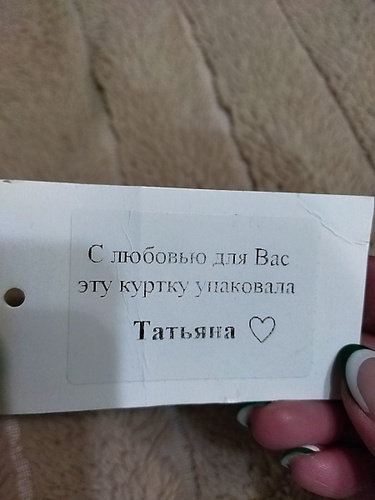 С любовью для Вас
эту куртку упаковала
Татьяна ♡